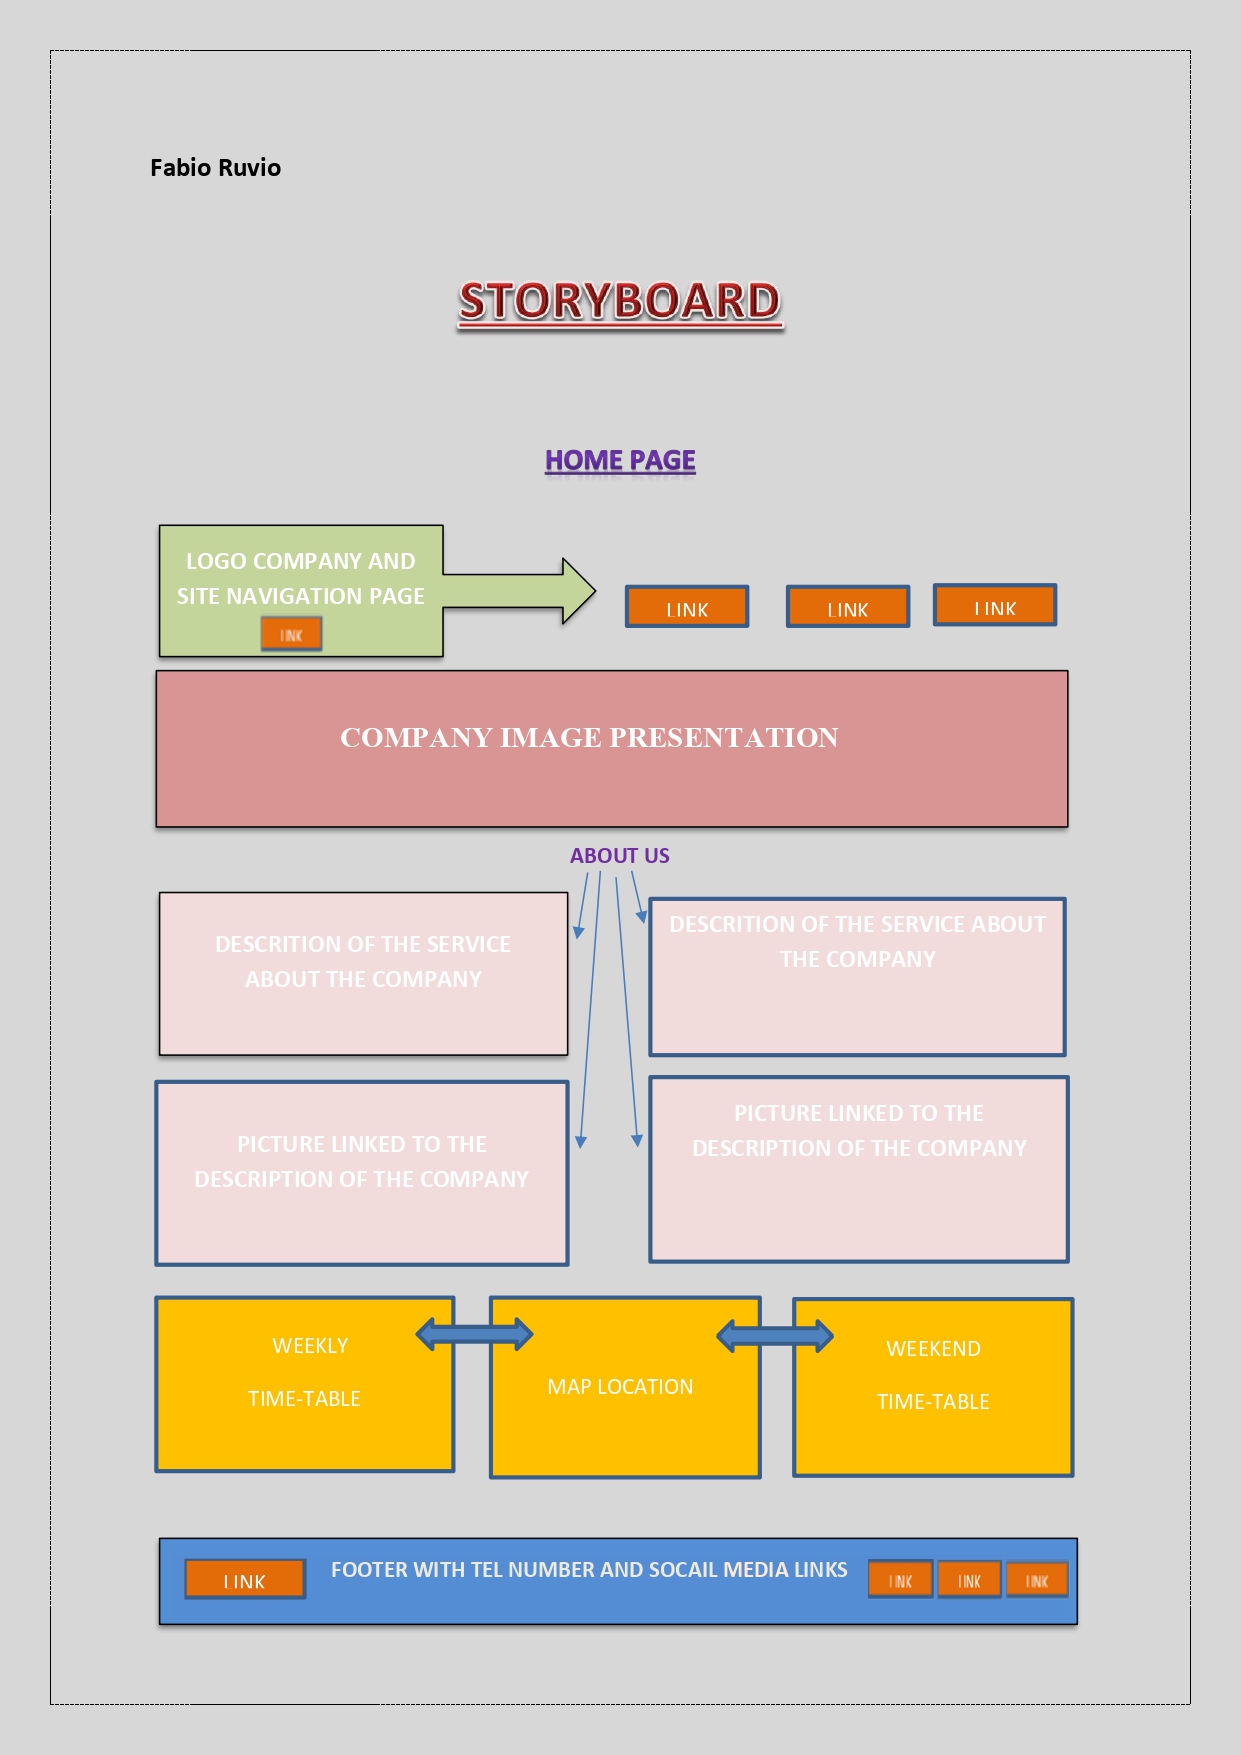 Fabio Ruvio
STORYBOARD
HOME PAGE
LOGO COMPANY AND
SITE NAVIGATION PAGE
LINK
LINK
LINK
LINK
COMPANY IMAGE PRESENTATION
ABOUT US
DESCRITION OF THE SERVICE
ABOUT THE COMPANY
DESCRITION OF THE SERVICE ABOUT
THE COMPANY
PICTURE LINKED TO THE
DESCRIPTION OF THE COMPANY
PICTURE LINKED TO THE
DESCRIPTION OF THE COMPANY
WEEKLY
TIME-TABLE
MAP LOCATION
WEEKEND
TIME-TABLE
LINK
FOOTER WITH TEL NUMBER AND SOCAIL MEDIA LINKS
LINK
LINK
LINK